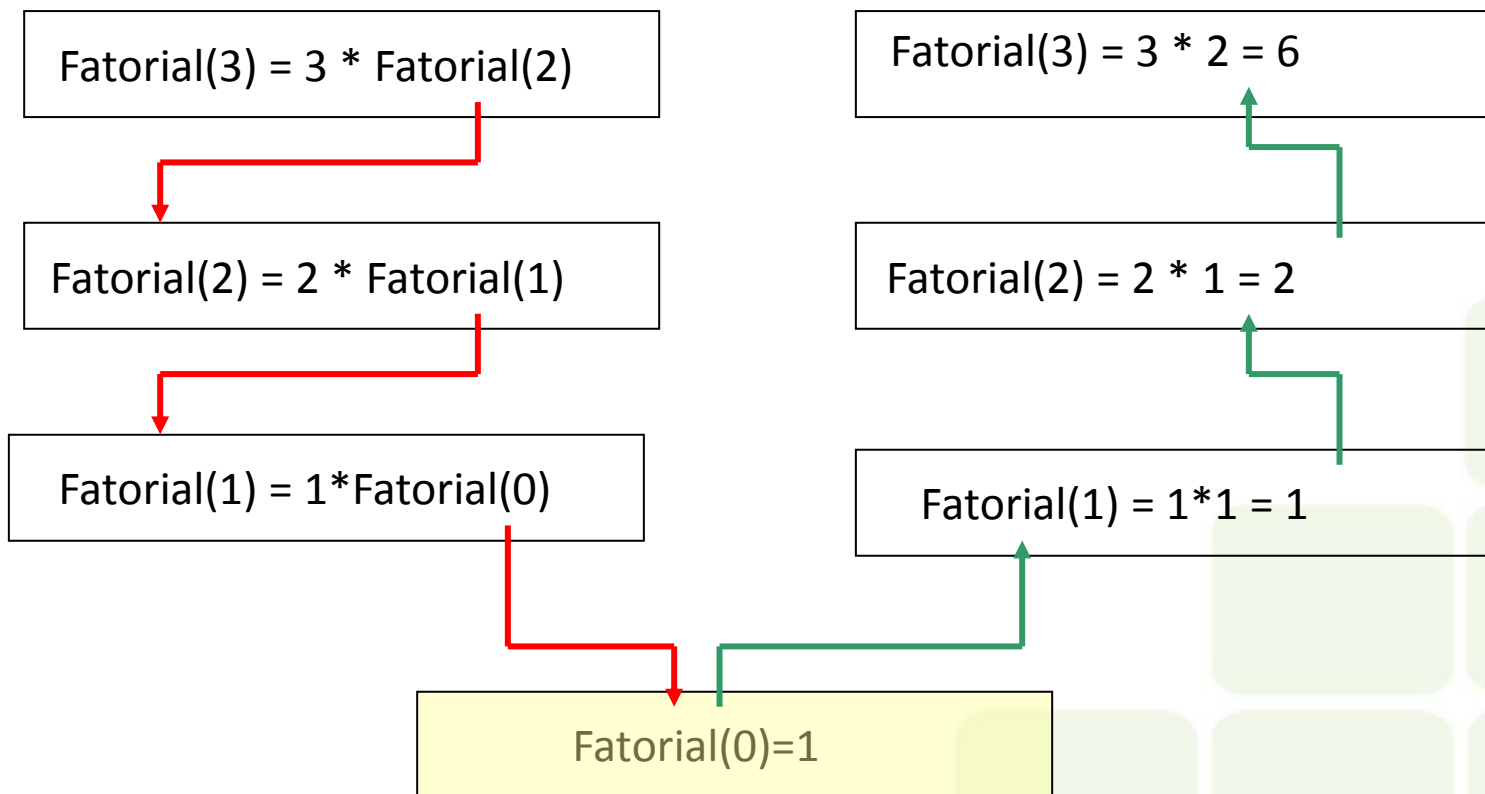 Fatorial(3) = 3 * Fatorial(2)
Fatorial(2) = 2 * Fatorial(1)
Fatorial(1) = 1*Fatorial(0)
Fatorial(0)=1
Fatorial(1) = 1*1 = 1
Fatorial(2) = 2 * 1 = 2
Fatorial(3) = 3 * 2 = 6